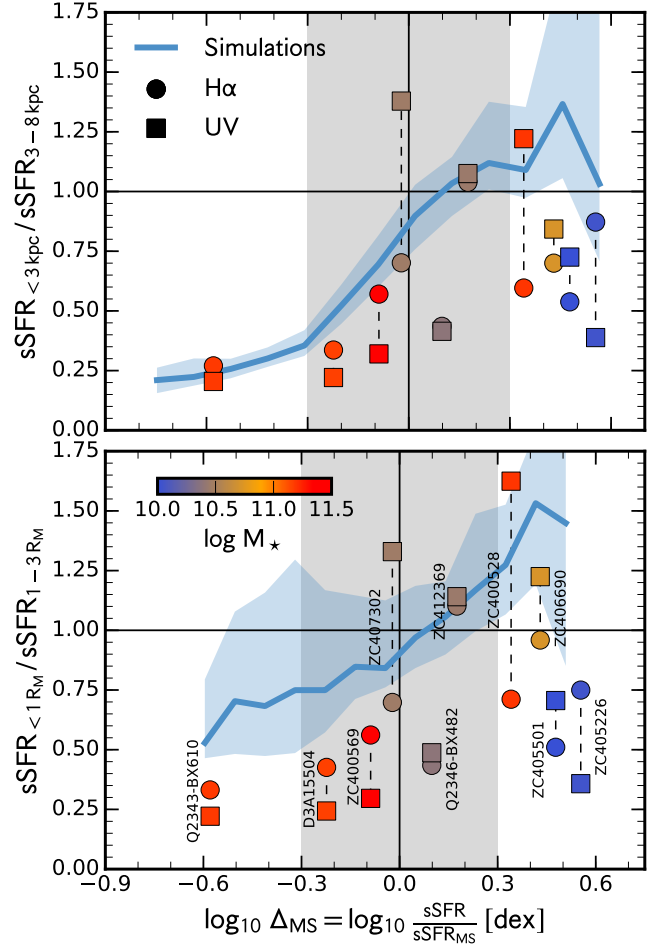 1.75
1.50
1.25
1.00
0.75
0.50
0.25
0.00
sSFR<3kpc/sSFR3−8kpc
Simulations
Hα
UV
1.75
1.50
1.25
1.00
0.75
0.50
0.25
0.00
sSFR<1RM/sSFR1−3RM
10.0 10.5 11.0 11.5
log M⋆
Q2343-BX610
D3A15504
ZC400569
ZC407302
ZC412369
Q2346-BX482
ZC400528
ZC406690
ZC405501
ZC405226
−0.9 −0.6 −0.3 0.0 0.3 0.6
log10 ΔMS = log10 sSFR/sSFRMS [dex]